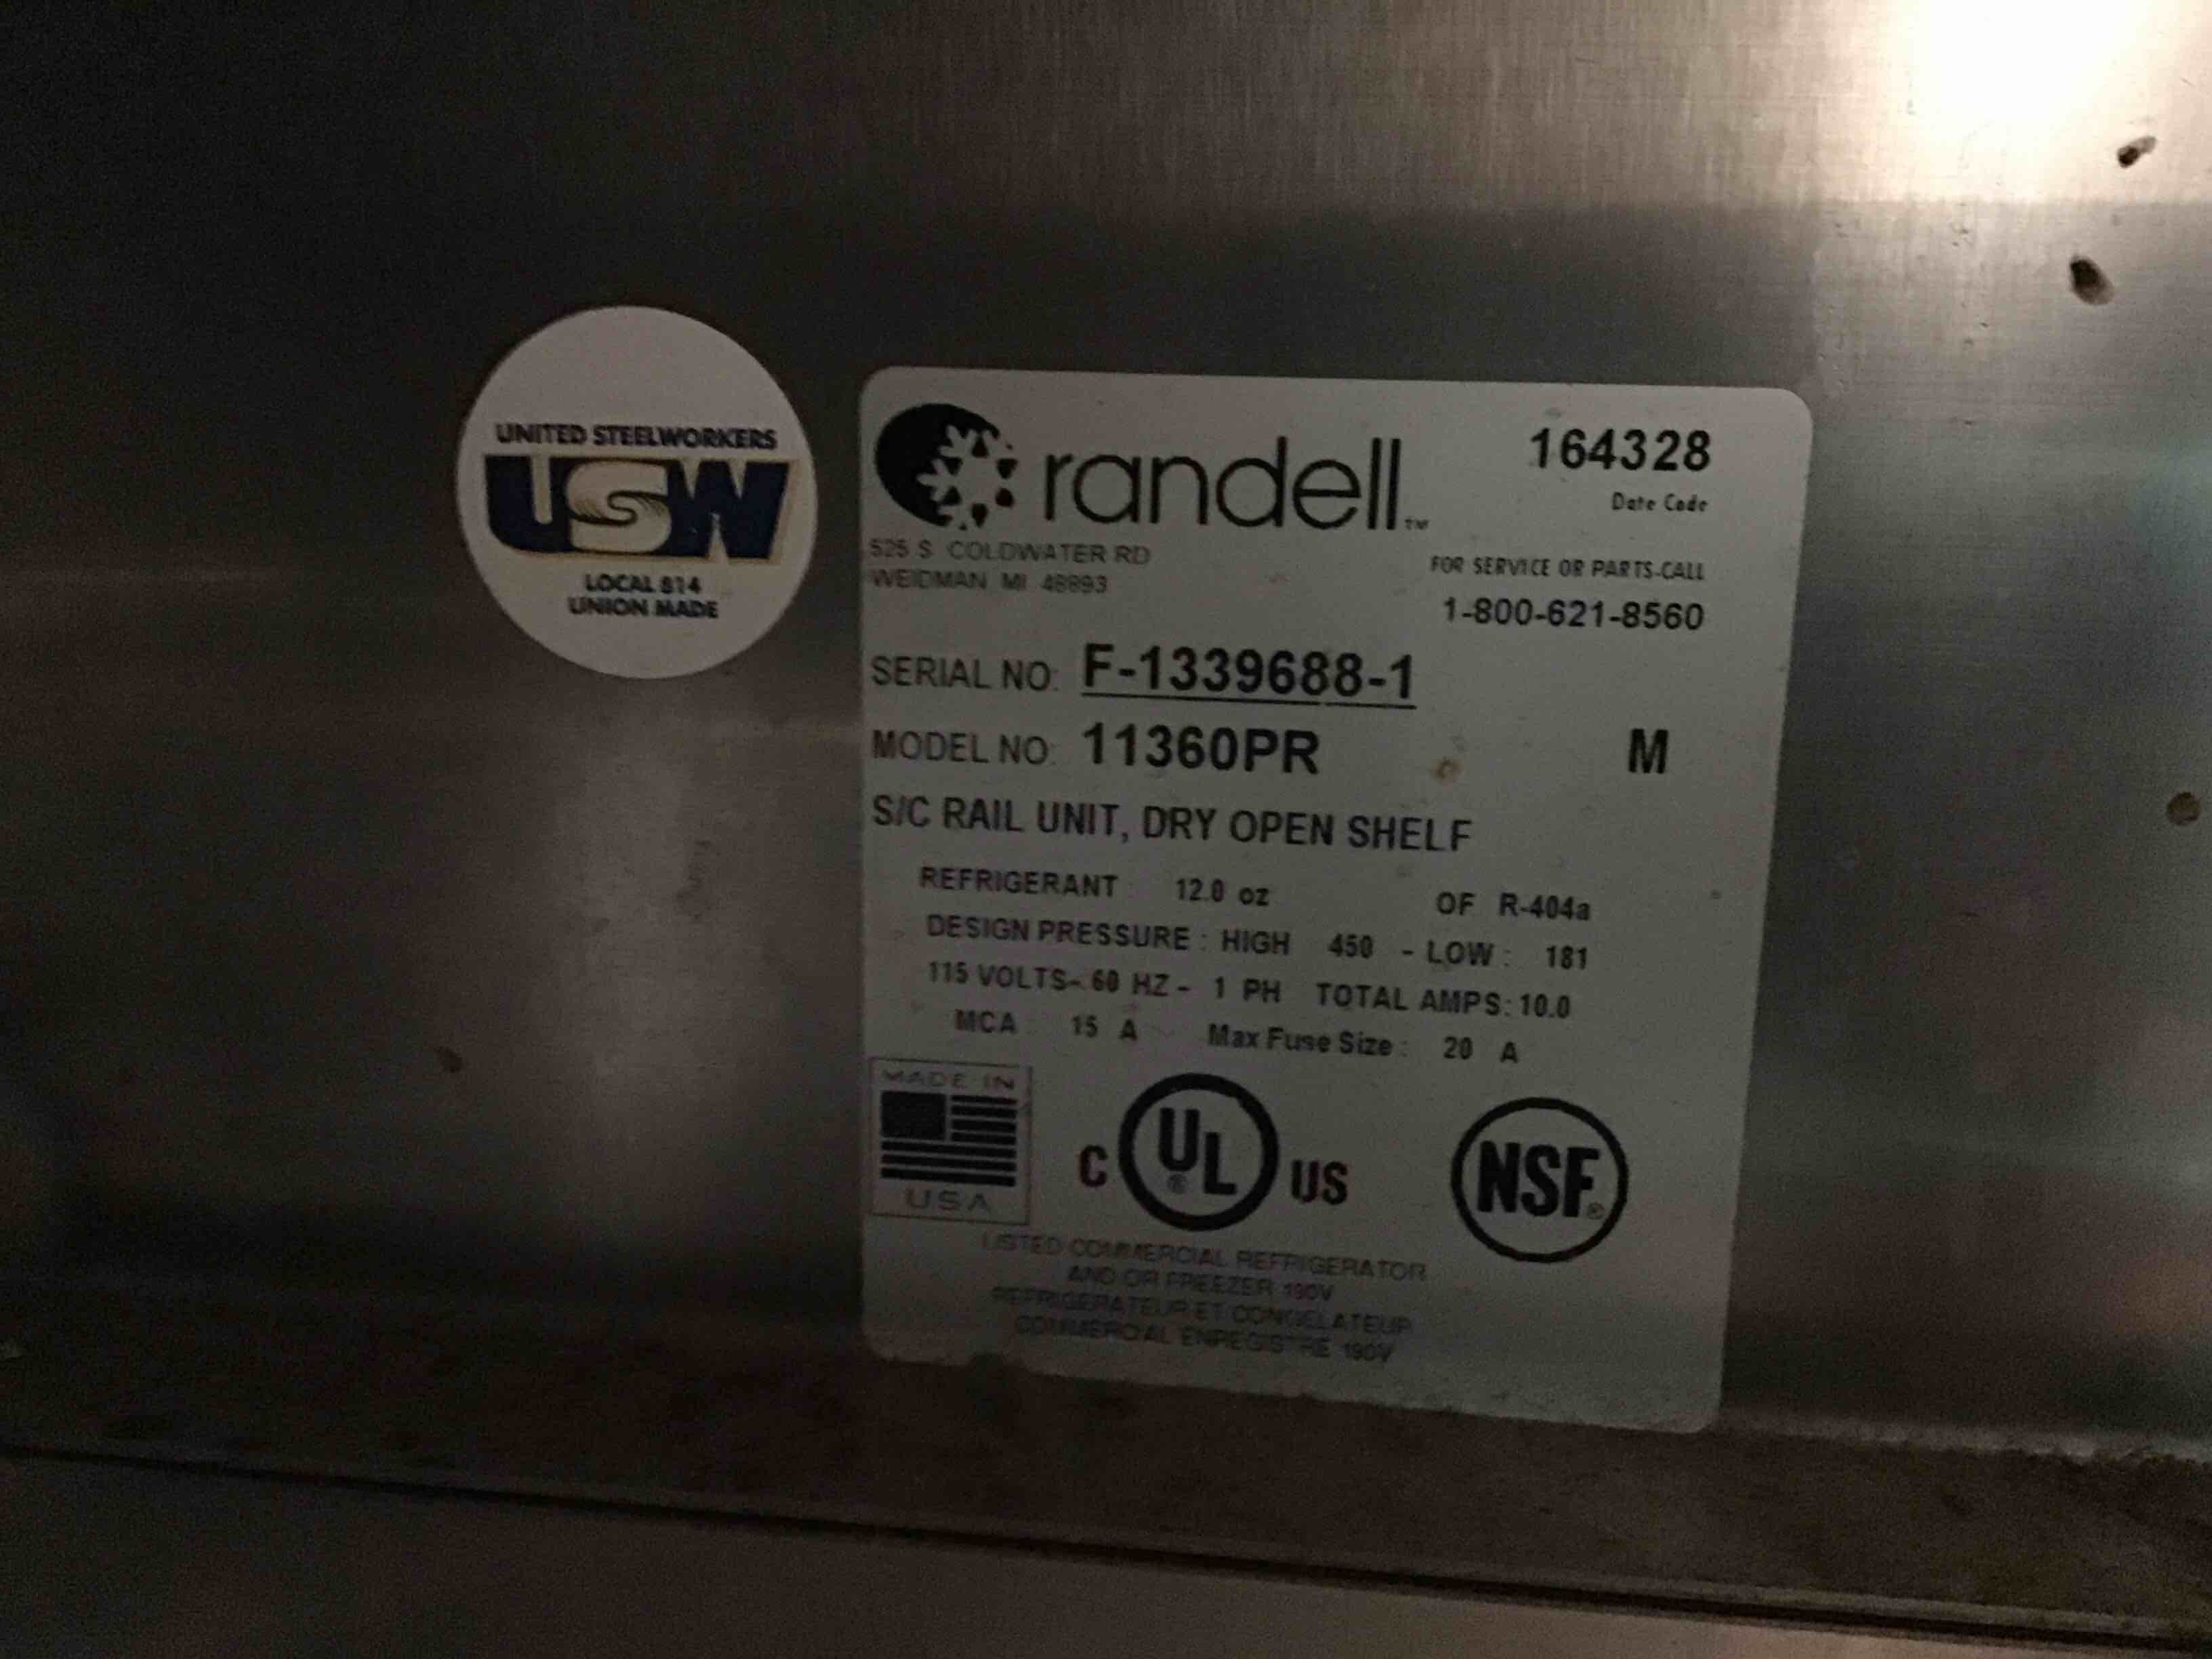 UNITED STEELWORKERS
USW
LOCAL 814
UNION MADE
randell™
164328
Date Code
525 S COLDWATER RD
WEIDMAN MI 48893
FOR SERVICE OR PARTS-CALL
1-800-621-8560
SERIAL NO: F-1339688-1
MODEL NO: 11360PR M
S/C RAIL UNIT, DRY OPEN SHELF
REFRIGERANT : 12.0 oz OF R-404a
DESIGN PRESSURE : HIGH 450 - LOW : 181
115 VOLTS- 60 HZ - 1 PH TOTAL AMPS: 10.0
MCA : 15 A Max Fuse Size : 20 A
MADE IN
USA
C UL® US
NSF®
LISTED COMMERCIAL REFRIGERATOR
AND OR FREEZER 190V
REFRIGERATEUR ET CONGELATEUR
COMMERCIAL ENREGISTRE 190V